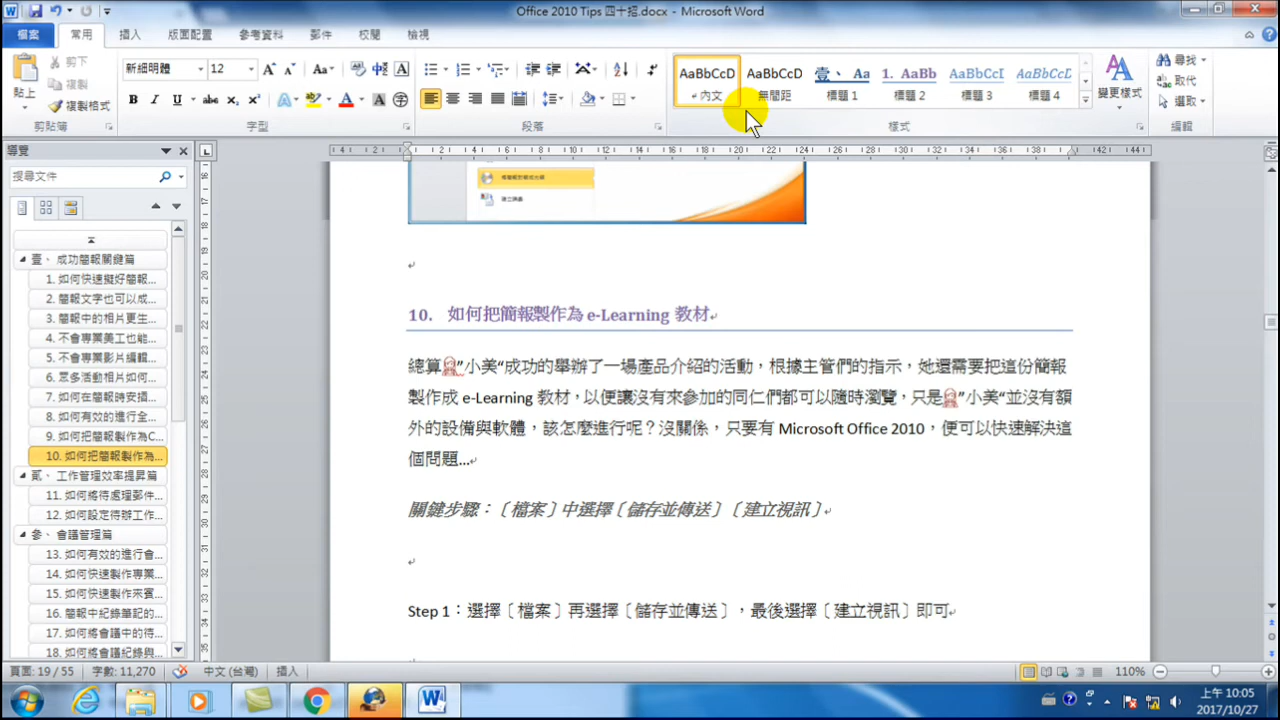 Office 2010 Tips 四十招.docx - Microsoft Word
檔案 常用 插入 版面配置 參考資料 郵件 校閱 檢視
貼上 剪下 複製 複製格式 剪貼簿
新細明體 12 Aa 字型
B I U abc x₂ x² A A A 字
段落
AaBbCcD AaBbCcD 壹、 Aa 1. AaBb AaBbCcI AaBbCcL
內文 無間距 標題 1 標題 2 標題 3 標題 4 變更樣式
樣式
尋找 取代 選取 編輯
導覽
搜尋文件
壹、 成功簡報關鍵篇
1. 如何快速擬好簡報...
2. 簡報文字也可以成...
3. 簡報中的相片更生...
4. 不會專業美工也能...
5. 不會專業影片編輯...
6. 眾多活動相片如何...
7. 如何在簡報時安插...
8. 如何有效的進行全...
9. 如何把簡報製作為C...
10. 如何把簡報製作為...
貳、 工作管理效率提昇篇
11. 如何將待處理郵件...
12. 如何設定待辦工作...
參、 會議管理篇
13. 如何有效的進行會...
14. 如何快速製作專業...
15. 如何快速製作來賓...
16. 簡報中紀錄筆記的...
17. 如何將會議中的待...
18. 如何將會議紀錄與...
建立講義
10. 如何把簡報製作為 e-Learning 教材
總算”小美“成功的舉辦了一場產品介紹的活動，根據主管們的指示，她還需要把這份簡報
製作成 e-Learning 教材，以便讓沒有來參加的同仁們都可以隨時瀏覽，只是”小美“並沒有額
外的設備與軟體，該怎麼進行呢？沒關係，只要有 Microsoft Office 2010，便可以快速解決這
個問題...
關鍵步驟：〔檔案〕中選擇〔儲存並傳送〕〔建立視訊〕
Step 1：選擇〔檔案〕再選擇〔儲存並傳送〕，最後選擇〔建立視訊〕即可
頁面: 19 / 55 字數: 11,270 中文 (台灣) 插入 110%
上午 10:05
2017/10/27